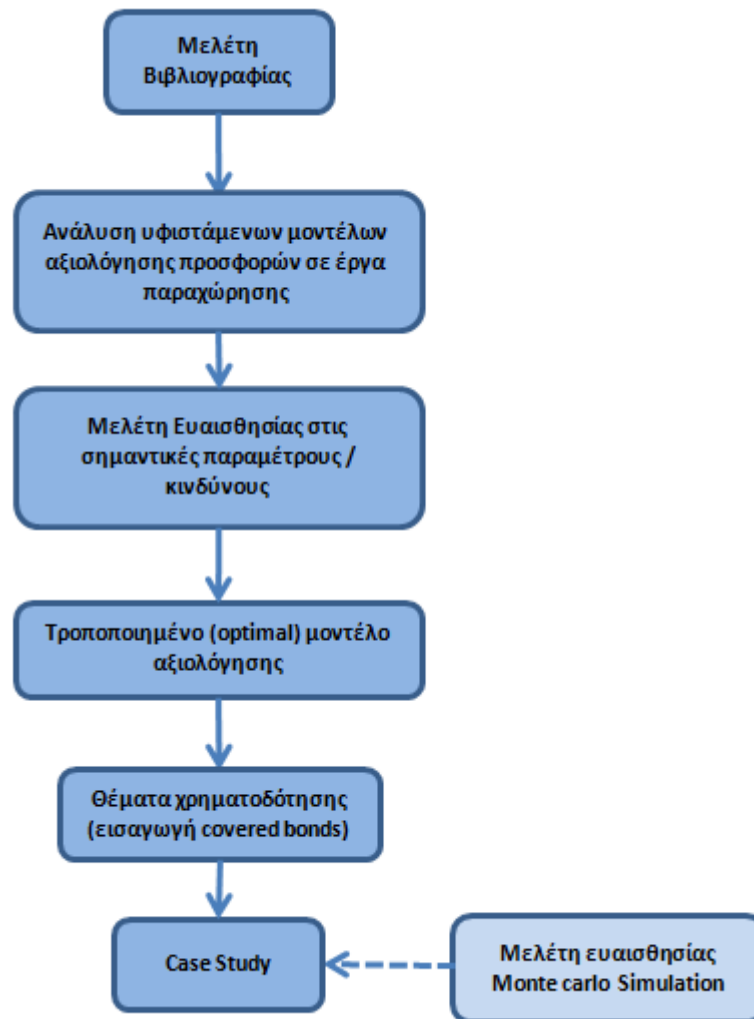 Μελέτη
Βιβλιογραφίας
Ανάλυση υφιστάμενων μοντέλων
αξιολόγησης προσφορών σε έργα
παραχώρησης
Μελέτη Ευαισθησίας στις
σημαντικές παραμέτρους /
κινδύνους
Τροποποιημένο (optimal) μοντέλο
αξιολόγησης
Θέματα χρηματοδότησης
(εισαγωγή covered bonds)
Case Study
Μελέτη ευαισθησίας
Monte carlo Simulation